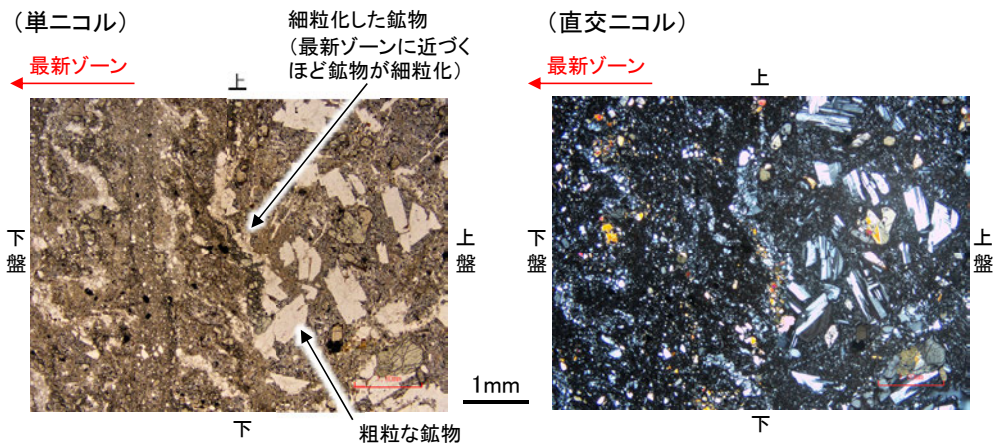 （単ニコル）
最新ゾーン
上
細粒化した鉱物
（最新ゾーンに近づく
ほど鉱物が細粒化）
下
盤
上
盤
下
粗粒な鉱物
1mm
（直交ニコル）
最新ゾーン
上
下
盤
上
盤
下